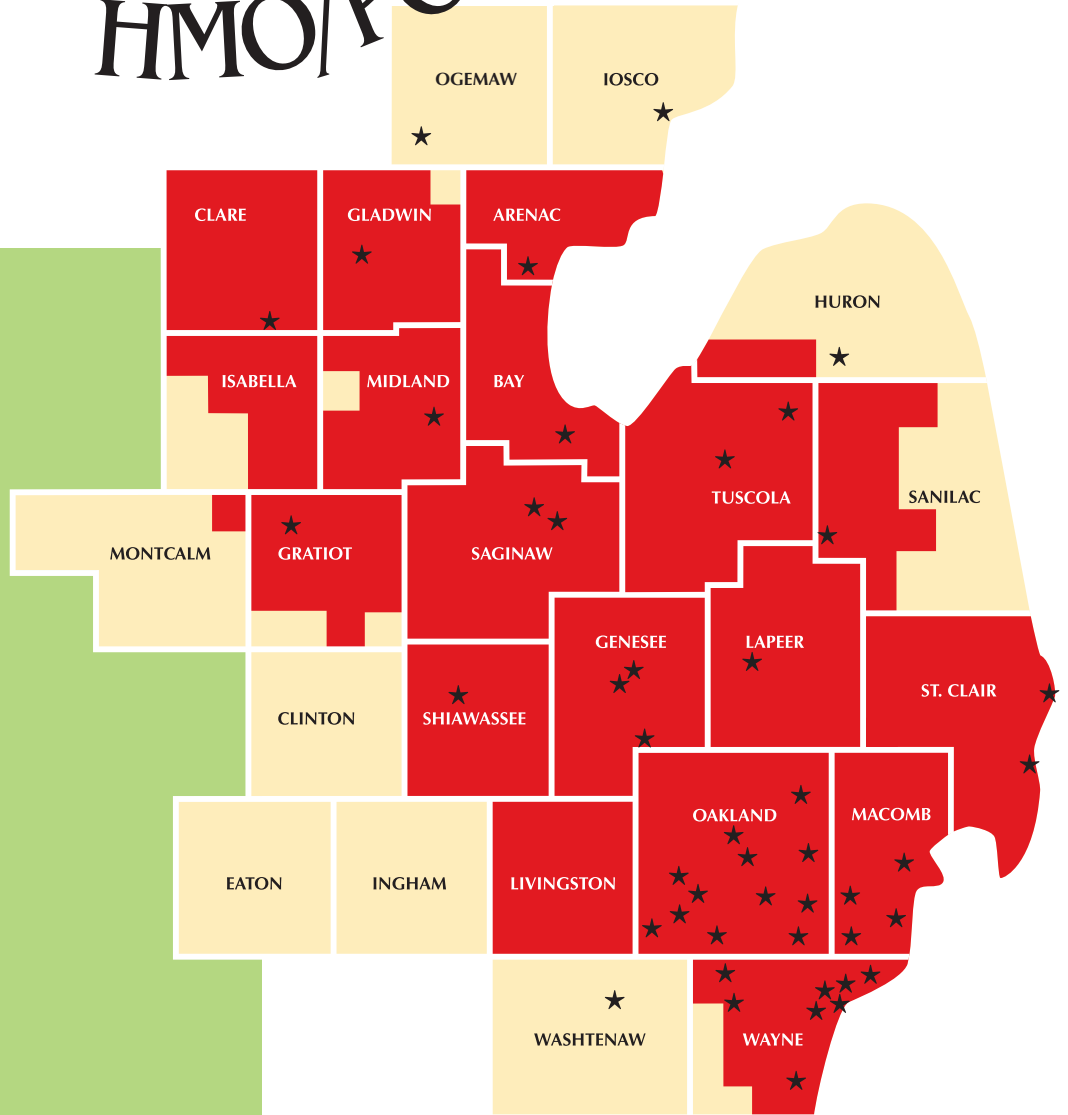 HMO/
OGEMAW
IOSCO
CLARE
GLADWIN
ARENAC
HURON
ISABELLA
MIDLAND
BAY
TUSCOLA
SANILAC
MONTCALM
GRATIOT
SAGINAW
GENESEE
LAPEER
ST. CLAIR
CLINTON
SHIAWASSEE
OAKLAND
MACOMB
EATON
INGHAM
LIVINGSTON
WASHTENAW
WAYNE